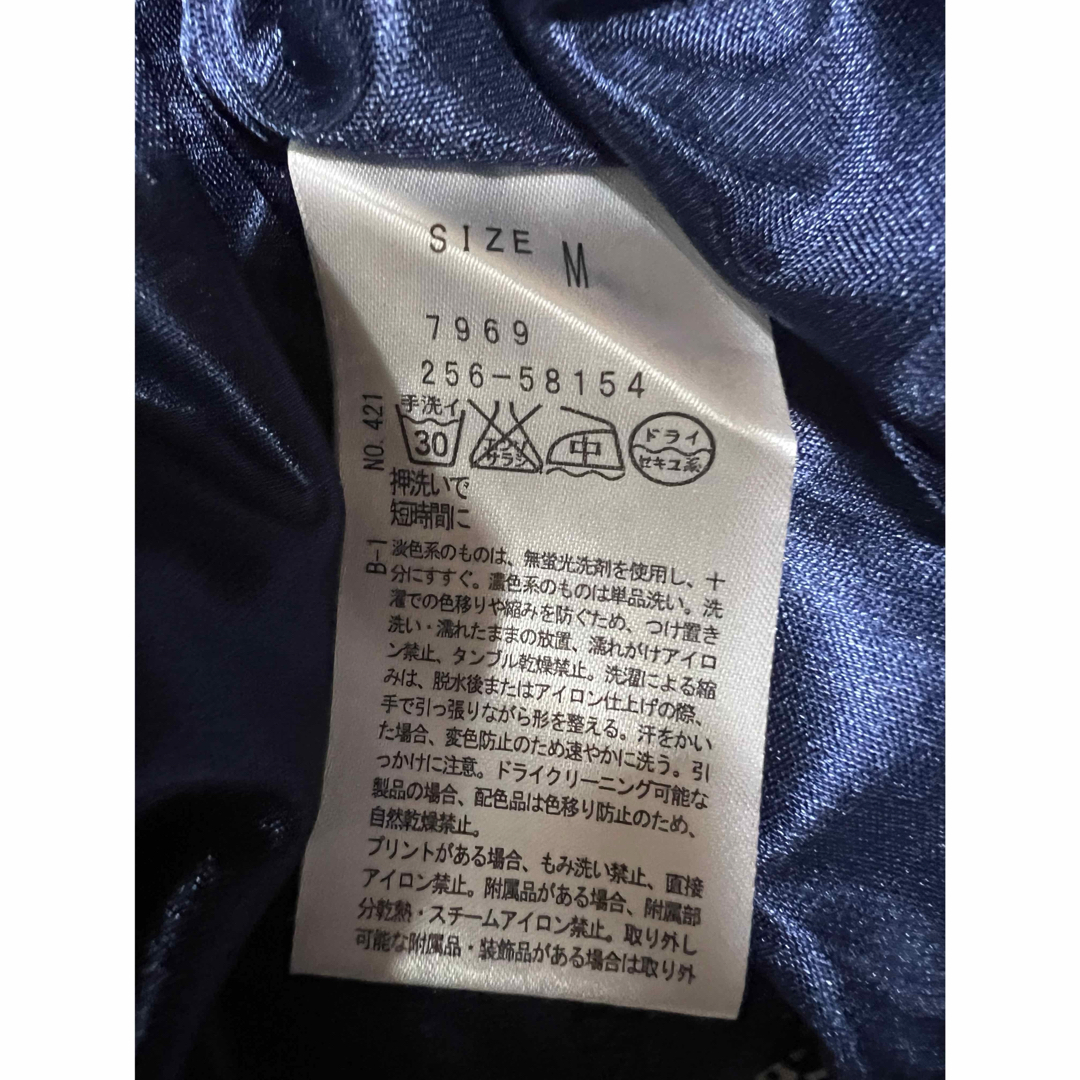 SIZE M
7969
256-58154
NO. 421
手洗イ
30
エンソ
サラシ
中
ドライ
セキユ系
押洗いで
短時間に
B-1
淡色系のものは、無蛍光洗剤を使用し、十
分にすすぐ。濃色系のものは単品洗い。洗
濯での色移りや縮みを防ぐため、つけ置き
洗い・濡れたままの放置、濡れがけアイロ
ン禁止、タンブル乾燥禁止。洗濯による縮
みは、脱水後またはアイロン仕上げの際、
手で引っ張りながら形を整える。汗をかい
た場合、変色防止のため速やかに洗う。引
っかけに注意。ドライクリーニング可能な
製品の場合、配色品は色移り防止のため、
自然乾燥禁止。
プリントがある場合、もみ洗い禁止、直接
アイロン禁止。附属品がある場合、附属部
分乾熱・スチームアイロン禁止。取り外し
可能な附属品・装飾品がある場合は取り外